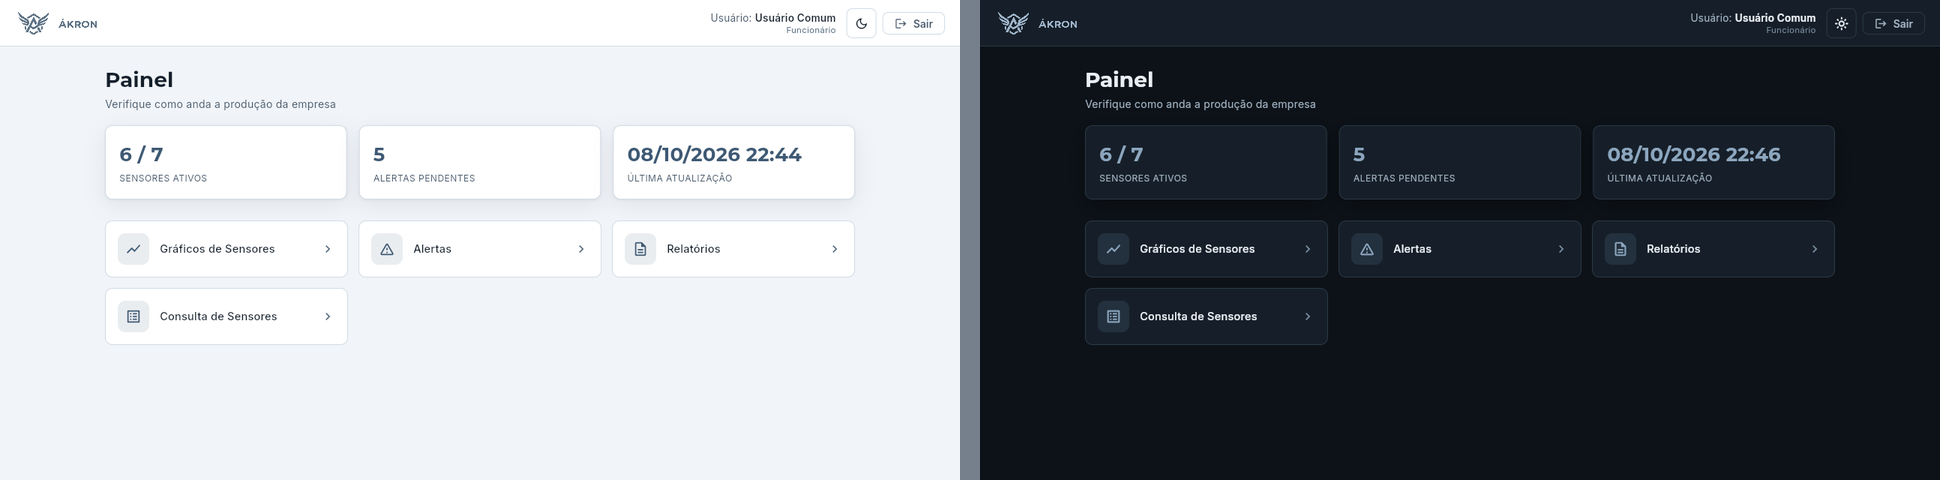 ÁKRON
Usuário: Usuário Comum
Funcionário
Sair
Painel
Verifique como anda a produção da empresa
6 / 7
SENSORES ATIVOS
5
ALERTAS PENDENTES
08/10/2026 22:44
ÚLTIMA ATUALIZAÇÃO
Gráficos de Sensores
Alertas
Relatórios
Consulta de Sensores
ÁKRON
Usuário: Usuário Comum
Funcionário
Sair
Painel
Verifique como anda a produção da empresa
6 / 7
SENSORES ATIVOS
5
ALERTAS PENDENTES
08/10/2026 22:46
ÚLTIMA ATUALIZAÇÃO
Gráficos de Sensores
Alertas
Relatórios
Consulta de Sensores